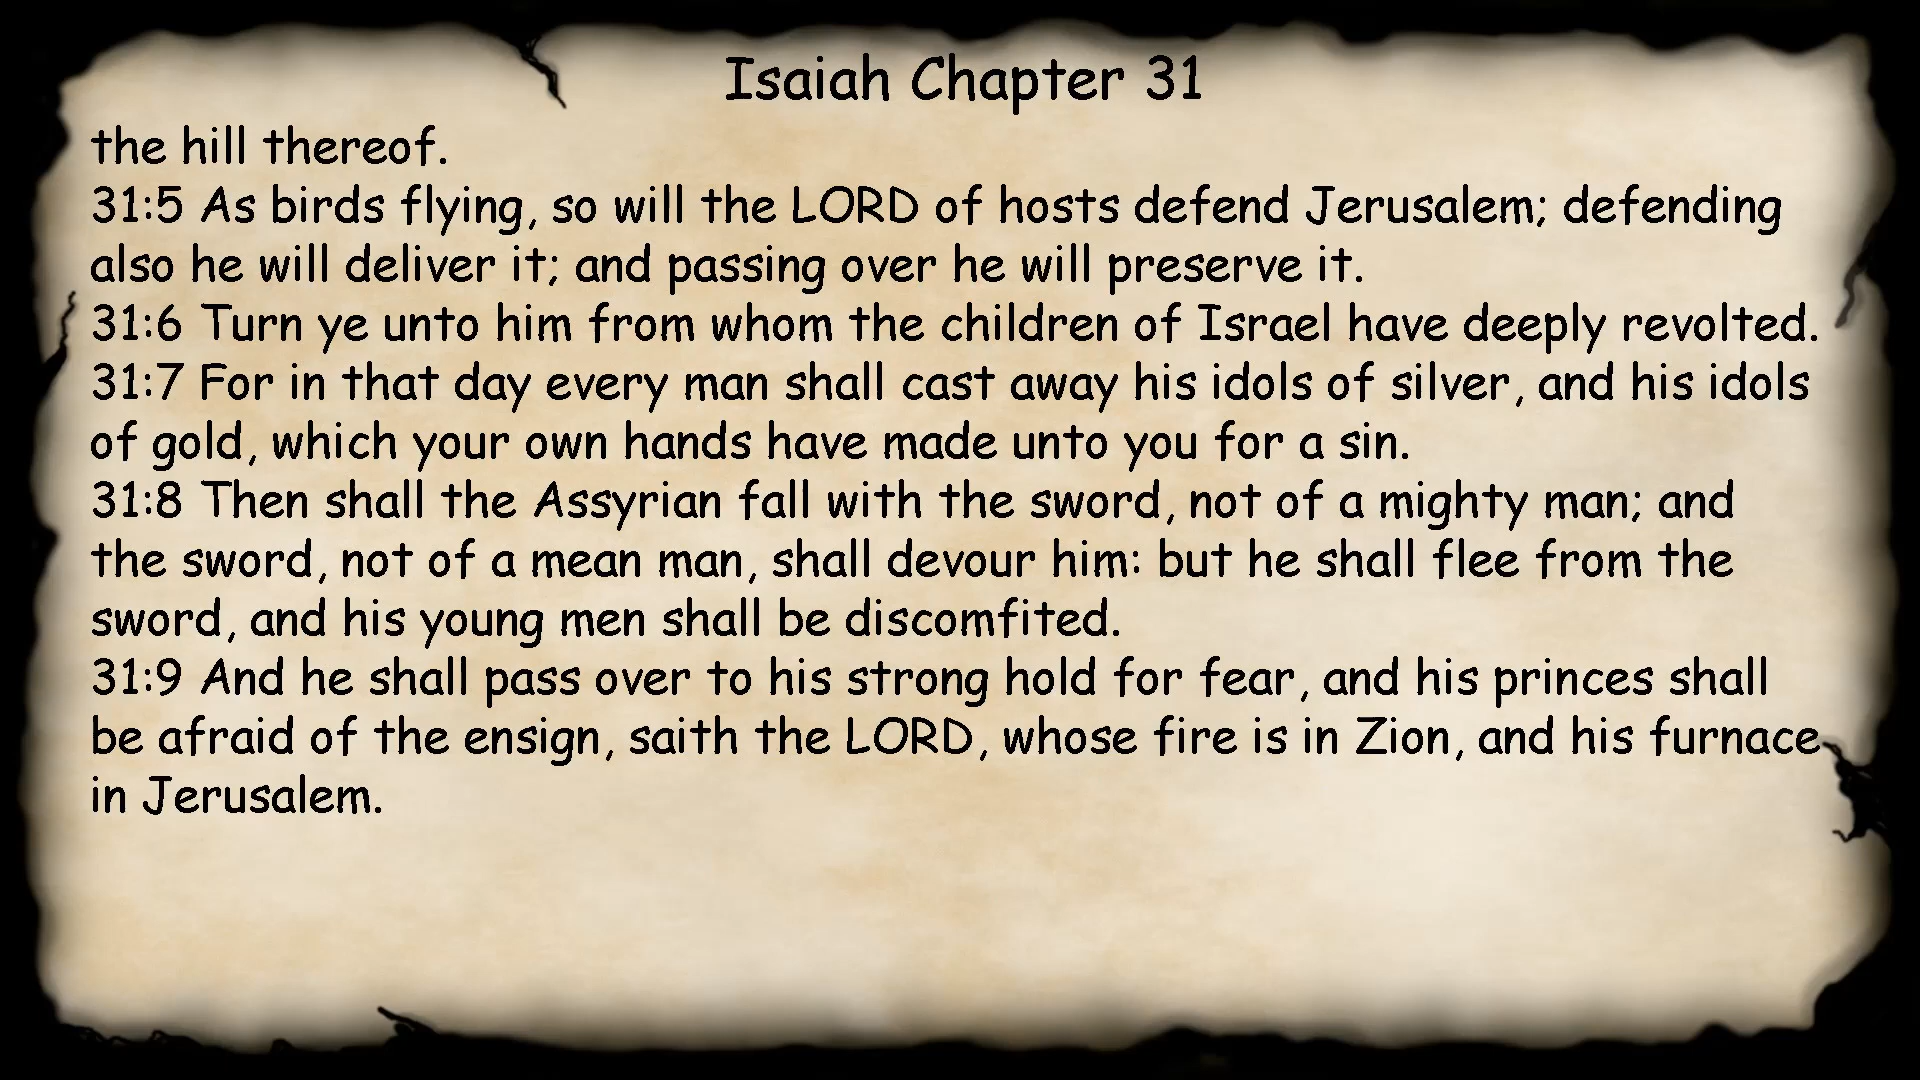 Isaiah Chapter 31
the hill thereof.
31:5 As birds flying, so will the LORD of hosts defend Jerusalem; defending
also he will deliver it; and passing over he will preserve it.
31:6 Turn ye unto him from whom the children of Israel have deeply revolted.
31:7 For in that day every man shall cast away his idols of silver, and his idols
of gold, which your own hands have made unto you for a sin.
31:8 Then shall the Assyrian fall with the sword, not of a mighty man; and
the sword, not of a mean man, shall devour him: but he shall flee from the
sword, and his young men shall be discomfited.
31:9 And he shall pass over to his strong hold for fear, and his princes shall
be afraid of the ensign, saith the LORD, whose fire is in Zion, and his furnace
in Jerusalem.